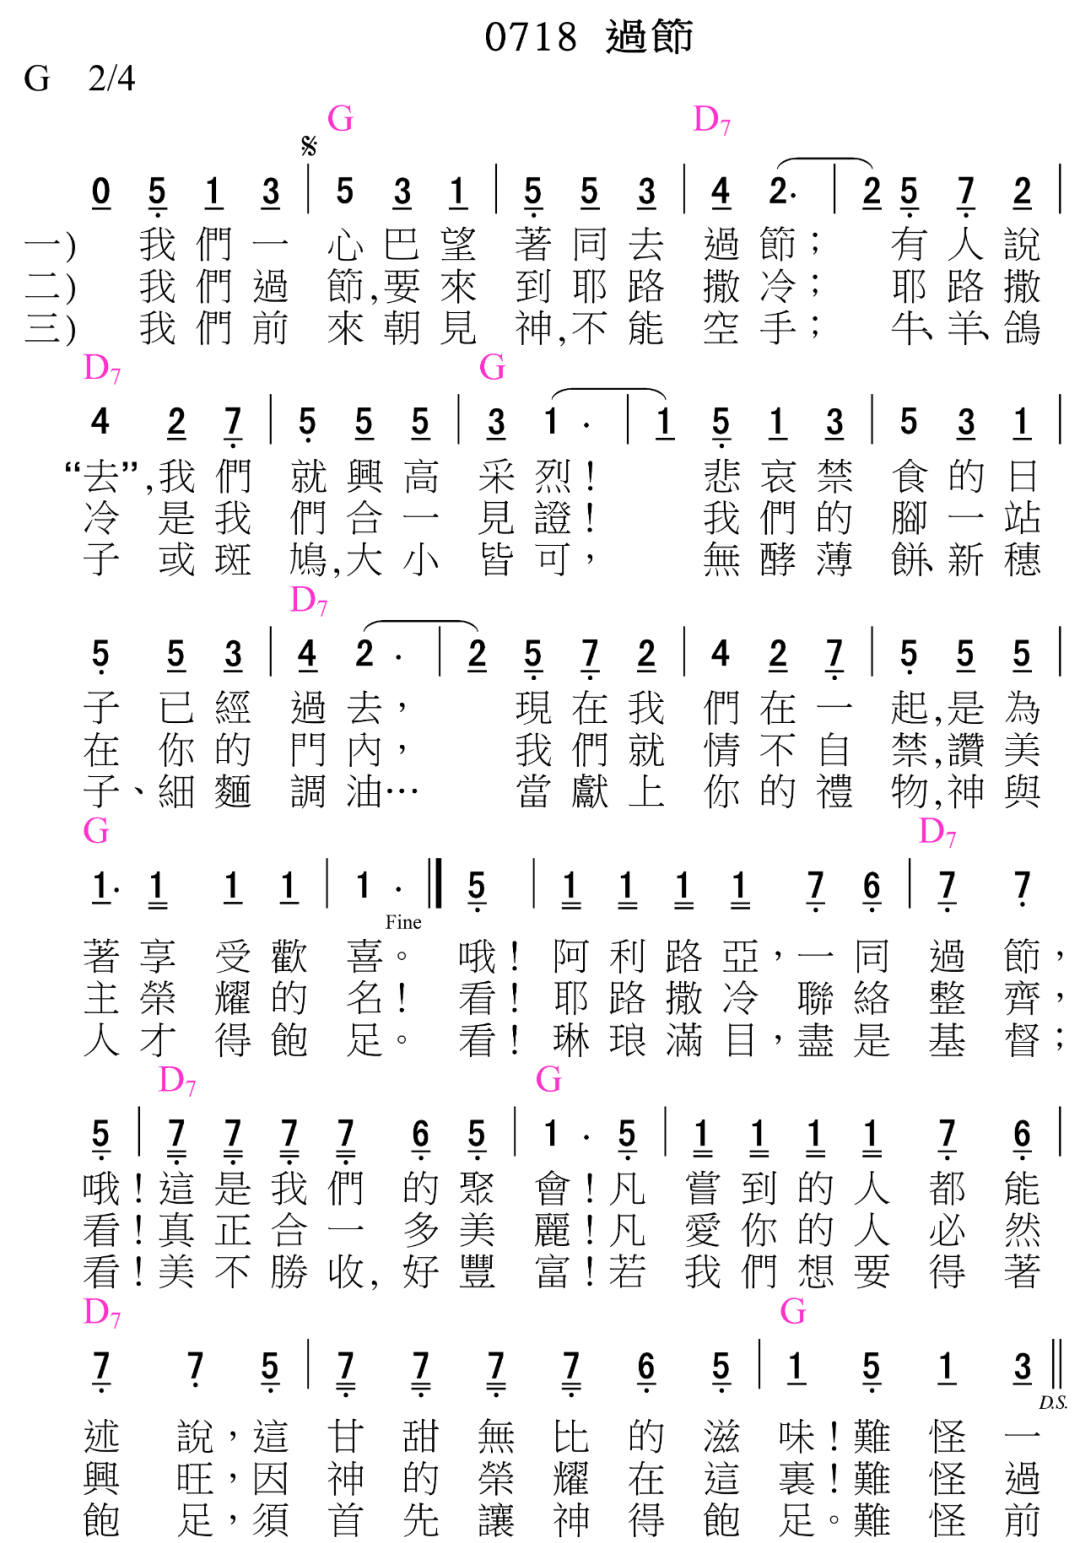 0718 過節
G 2/4
G D7
0 5 1 3 | 5 3 1 | 5 5 3 | 4 2. | 2 5 7 2 |
一) 我們一心巴望著同去過節；有人說
二) 我們過節,要來到耶路撒冷；耶路撒
三) 我們前來朝見神,不能空手；牛、羊、鴿
D7 G
4 2 7 | 5 5 5 | 3 1 . | 1 5 1 3 | 5 3 1 |
“去”,我們就興高采烈！悲哀禁食的日
冷是我們合一見證！我們的腳一站
子或斑鳩,大小皆可，無酵薄餅、新穗
D7
5 5 3 | 4 2 . | 2 5 7 2 | 4 2 7 | 5 5 5 |
子已經過去，現在我們在一起,是為
在你的門內，我們就情不自禁,讚美
子、細麵調油…當獻上你的禮物,神與
G D7
1. 1 1 1 | 1 . ‖ 5 | 1 1 1 1 7 6 | 7 7
Fine
著享受歡喜。哦！阿利路亞，一同過節，
主榮耀的名！看！耶路撒冷聯絡整齊，
人才得飽足。看！琳琅滿目，盡是基督；
D7 G
5 | 7 7 7 7 6 5 | 1 . 5 | 1 1 1 1 7 6 |
哦！這是我們的聚會！凡嘗到的人都能
看！真正合一多美麗！凡愛你的人必然
看！美不勝收,好豐富！若我們想要得著
D7 G
7 7 5 | 7 7 7 7 6 5 | 1 5 1 3 ‖
D.S.
述說，這甘甜無比的滋味！難怪一
興旺，因神的榮耀在這裏！難怪過
飽足，須首先讓神得飽足。難怪前